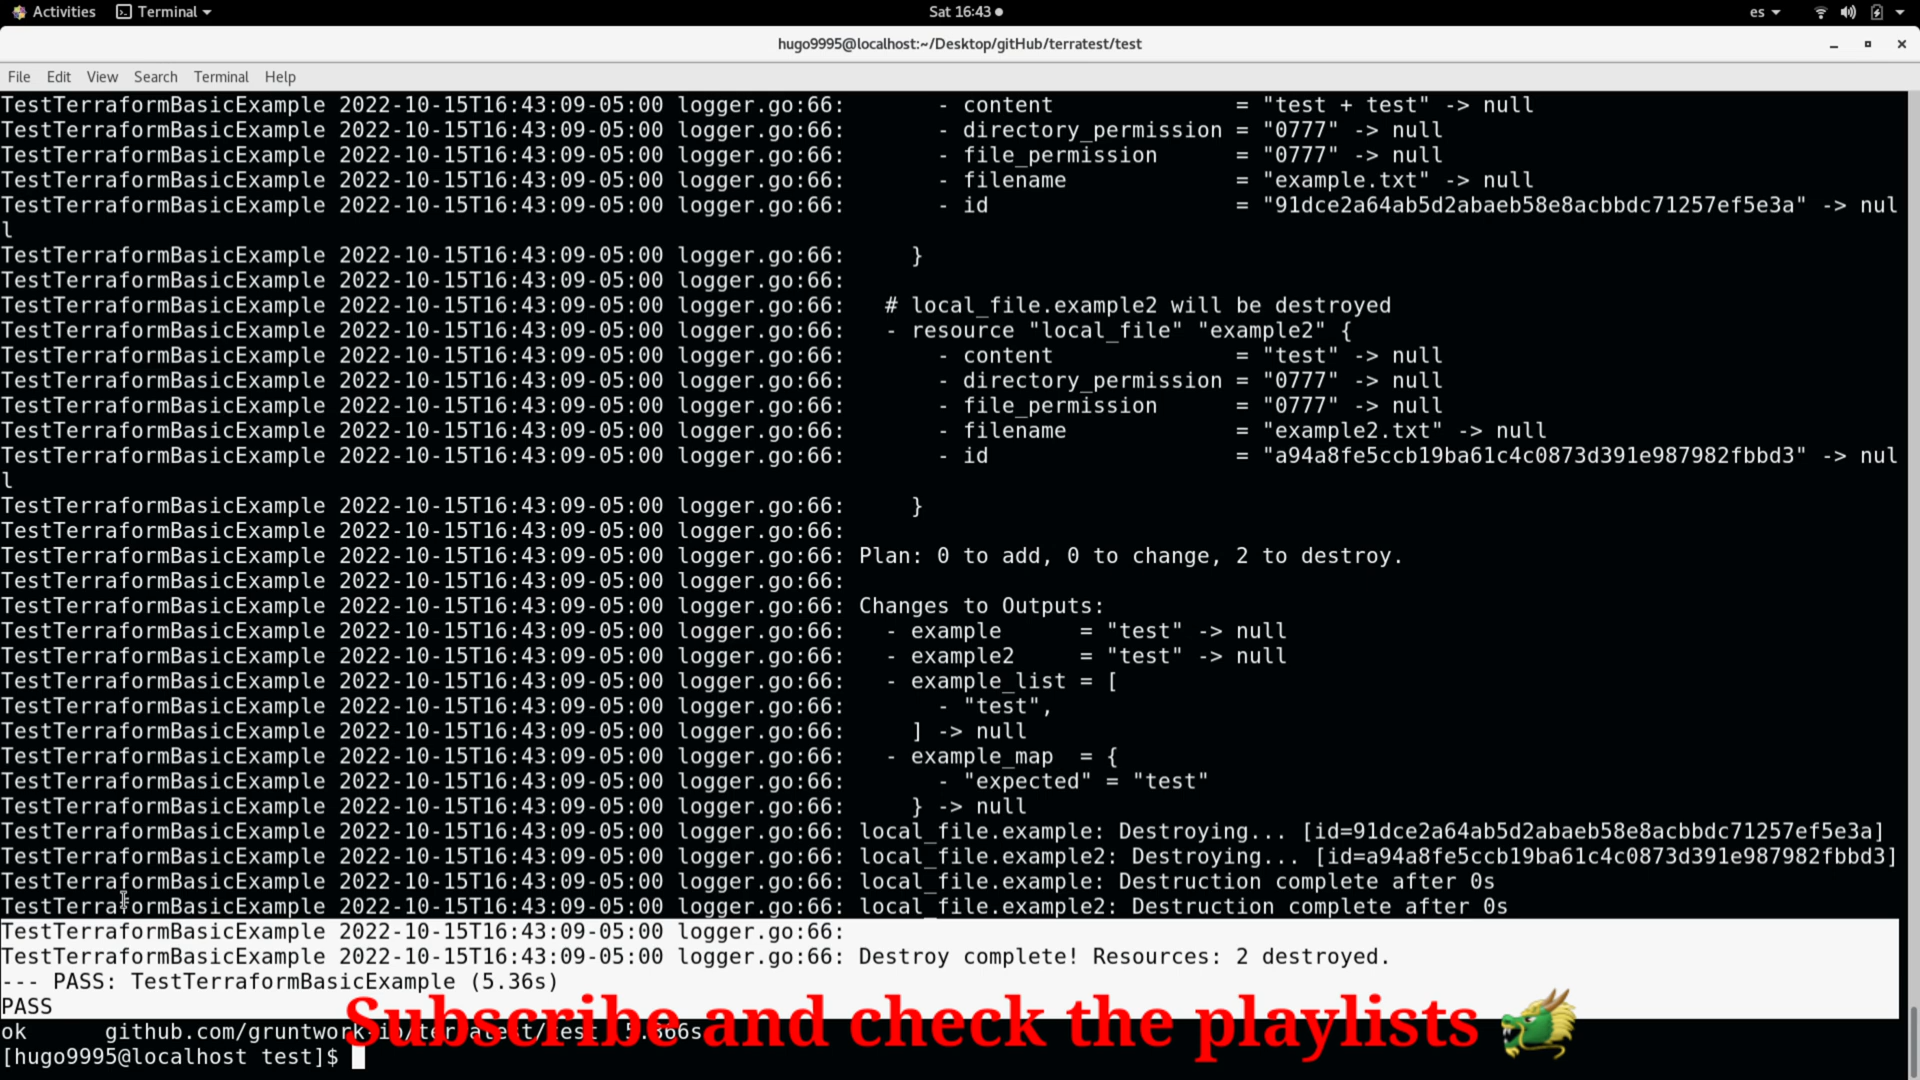 Activities Terminal Sat 16:43 es
hugo9995@localhost:~/Desktop/gitHub/terratest/test
File Edit View Search Terminal Help
TestTerraformBasicExample 2022-10-15T16:43:09-05:00 logger.go:66: - content = "test + test" -> null
TestTerraformBasicExample 2022-10-15T16:43:09-05:00 logger.go:66: - directory_permission = "0777" -> null
TestTerraformBasicExample 2022-10-15T16:43:09-05:00 logger.go:66: - file_permission = "0777" -> null
TestTerraformBasicExample 2022-10-15T16:43:09-05:00 logger.go:66: - filename = "example.txt" -> null
TestTerraformBasicExample 2022-10-15T16:43:09-05:00 logger.go:66: - id = "91dce2a64ab5d2abaeb58e8acbbdc71257ef5e3a" -> nul
l
TestTerraformBasicExample 2022-10-15T16:43:09-05:00 logger.go:66: }
TestTerraformBasicExample 2022-10-15T16:43:09-05:00 logger.go:66:
TestTerraformBasicExample 2022-10-15T16:43:09-05:00 logger.go:66: # local_file.example2 will be destroyed
TestTerraformBasicExample 2022-10-15T16:43:09-05:00 logger.go:66: - resource "local_file" "example2" {
TestTerraformBasicExample 2022-10-15T16:43:09-05:00 logger.go:66: - content = "test" -> null
TestTerraformBasicExample 2022-10-15T16:43:09-05:00 logger.go:66: - directory_permission = "0777" -> null
TestTerraformBasicExample 2022-10-15T16:43:09-05:00 logger.go:66: - file_permission = "0777" -> null
TestTerraformBasicExample 2022-10-15T16:43:09-05:00 logger.go:66: - filename = "example2.txt" -> null
TestTerraformBasicExample 2022-10-15T16:43:09-05:00 logger.go:66: - id = "a94a8fe5ccb19ba61c4c0873d391e987982fbbd3" -> nul
l
TestTerraformBasicExample 2022-10-15T16:43:09-05:00 logger.go:66: }
TestTerraformBasicExample 2022-10-15T16:43:09-05:00 logger.go:66:
TestTerraformBasicExample 2022-10-15T16:43:09-05:00 logger.go:66: Plan: 0 to add, 0 to change, 2 to destroy.
TestTerraformBasicExample 2022-10-15T16:43:09-05:00 logger.go:66:
TestTerraformBasicExample 2022-10-15T16:43:09-05:00 logger.go:66: Changes to Outputs:
TestTerraformBasicExample 2022-10-15T16:43:09-05:00 logger.go:66: - example = "test" -> null
TestTerraformBasicExample 2022-10-15T16:43:09-05:00 logger.go:66: - example2 = "test" -> null
TestTerraformBasicExample 2022-10-15T16:43:09-05:00 logger.go:66: - example_list = [
TestTerraformBasicExample 2022-10-15T16:43:09-05:00 logger.go:66: - "test",
TestTerraformBasicExample 2022-10-15T16:43:09-05:00 logger.go:66: ] -> null
TestTerraformBasicExample 2022-10-15T16:43:09-05:00 logger.go:66: - example_map = {
TestTerraformBasicExample 2022-10-15T16:43:09-05:00 logger.go:66: - "expected" = "test"
TestTerraformBasicExample 2022-10-15T16:43:09-05:00 logger.go:66: } -> null
TestTerraformBasicExample 2022-10-15T16:43:09-05:00 logger.go:66: local_file.example: Destroying... [id=91dce2a64ab5d2abaeb58e8acbbdc71257ef5e3a]
TestTerraformBasicExample 2022-10-15T16:43:09-05:00 logger.go:66: local_file.example2: Destroying... [id=a94a8fe5ccb19ba61c4c0873d391e987982fbbd3]
TestTerraformBasicExample 2022-10-15T16:43:09-05:00 logger.go:66: local_file.example: Destruction complete after 0s
TestTerraformBasicExample 2022-10-15T16:43:09-05:00 logger.go:66: local_file.example2: Destruction complete after 0s
TestTerraformBasicExample 2022-10-15T16:43:09-05:00 logger.go:66:
TestTerraformBasicExample 2022-10-15T16:43:09-05:00 logger.go:66: Destroy complete! Resources: 2 destroyed.
--- PASS: TestTerraformBasicExample (5.36s)
PASS
Subscribe and check the playlists
ok github.com/gruntwork-io/terratest/test 5.366s
[hugo9995@localhost test]$